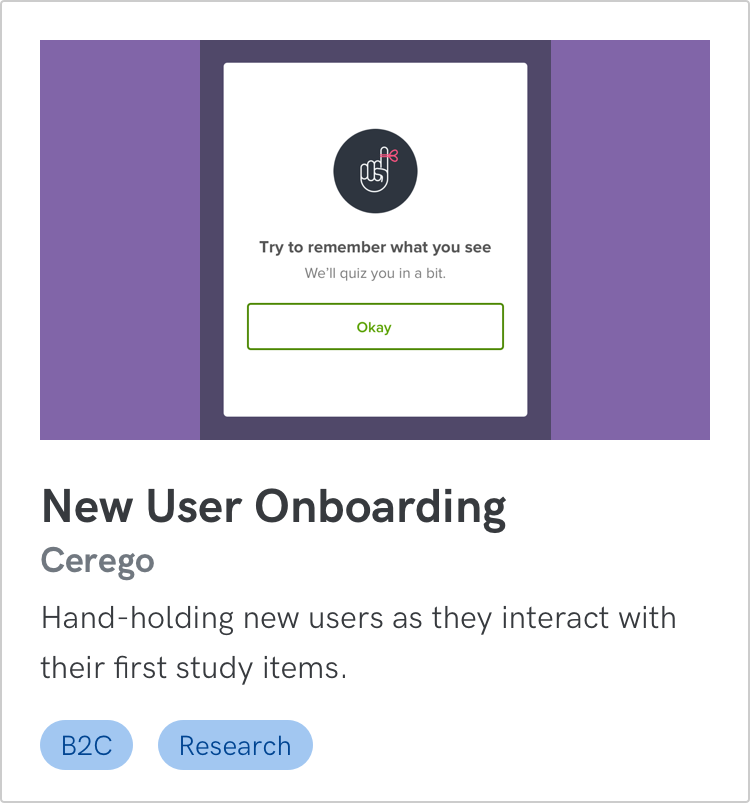 Try to remember what you see
We'll quiz you in a bit.
Okay
New User Onboarding
Cerego
Hand-holding new users as they interact with
their first study items.
B2C
Research